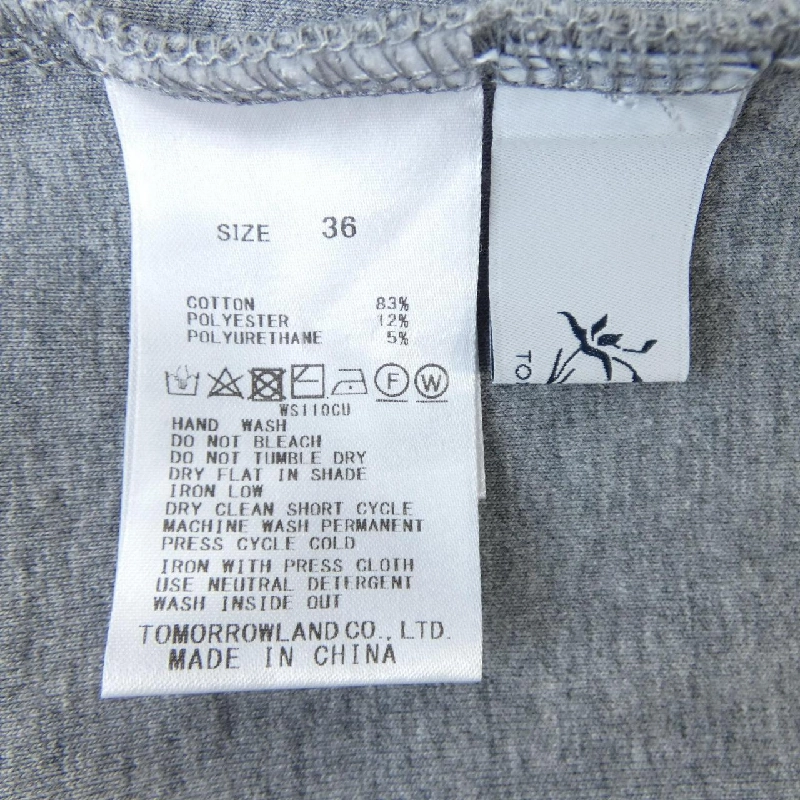 SIZE 36
COTTON 83%
POLYESTER 12%
POLYURETHANE 5%
F W
WS110CU
HAND WASH
DO NOT BLEACH
DO NOT TUMBLE DRY
DRY FLAT IN SHADE
IRON LOW
DRY CLEAN SHORT CYCLE
MACHINE WASH PERMANENT
PRESS CYCLE COLD
IRON WITH PRESS CLOTH
USE NEUTRAL DETERGENT
WASH INSIDE OUT
TOMORROWLAND CO., LTD.
MADE IN CHINA
TO